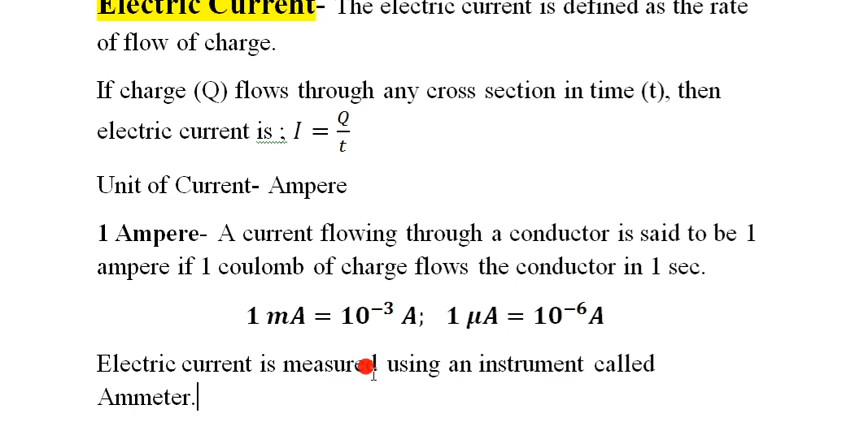 Electric Current- The electric current is defined as the rate
of flow of charge.
If charge (Q) flows through any cross section in time (t), then
electric current is ; I = Q/t
Unit of Current- Ampere
1 Ampere- A current flowing through a conductor is said to be 1
ampere if 1 coulomb of charge flows the conductor in 1 sec.
1 mA = 10⁻³ A; 1 μA = 10⁻⁶ A
Electric current is measured using an instrument called
Ammeter.